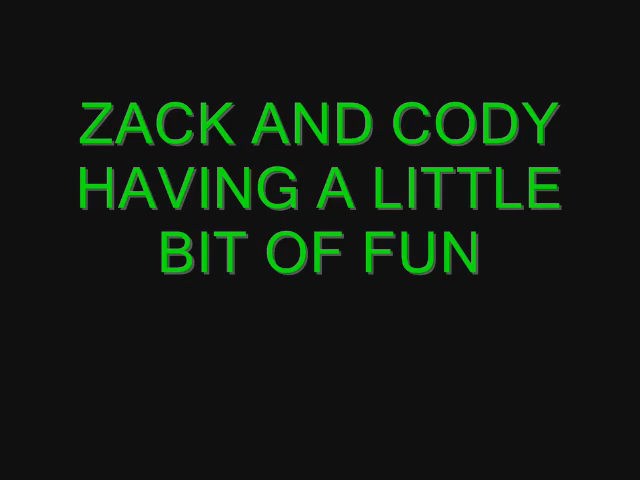 ZACK AND CODY
HAVING A LITTLE
BIT OF FUN